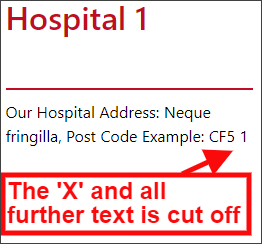 Hospital 1
Our Hospital Address: Neque
fringilla, Post Code Example: CF5 1
The 'X' and all
further text is cut off